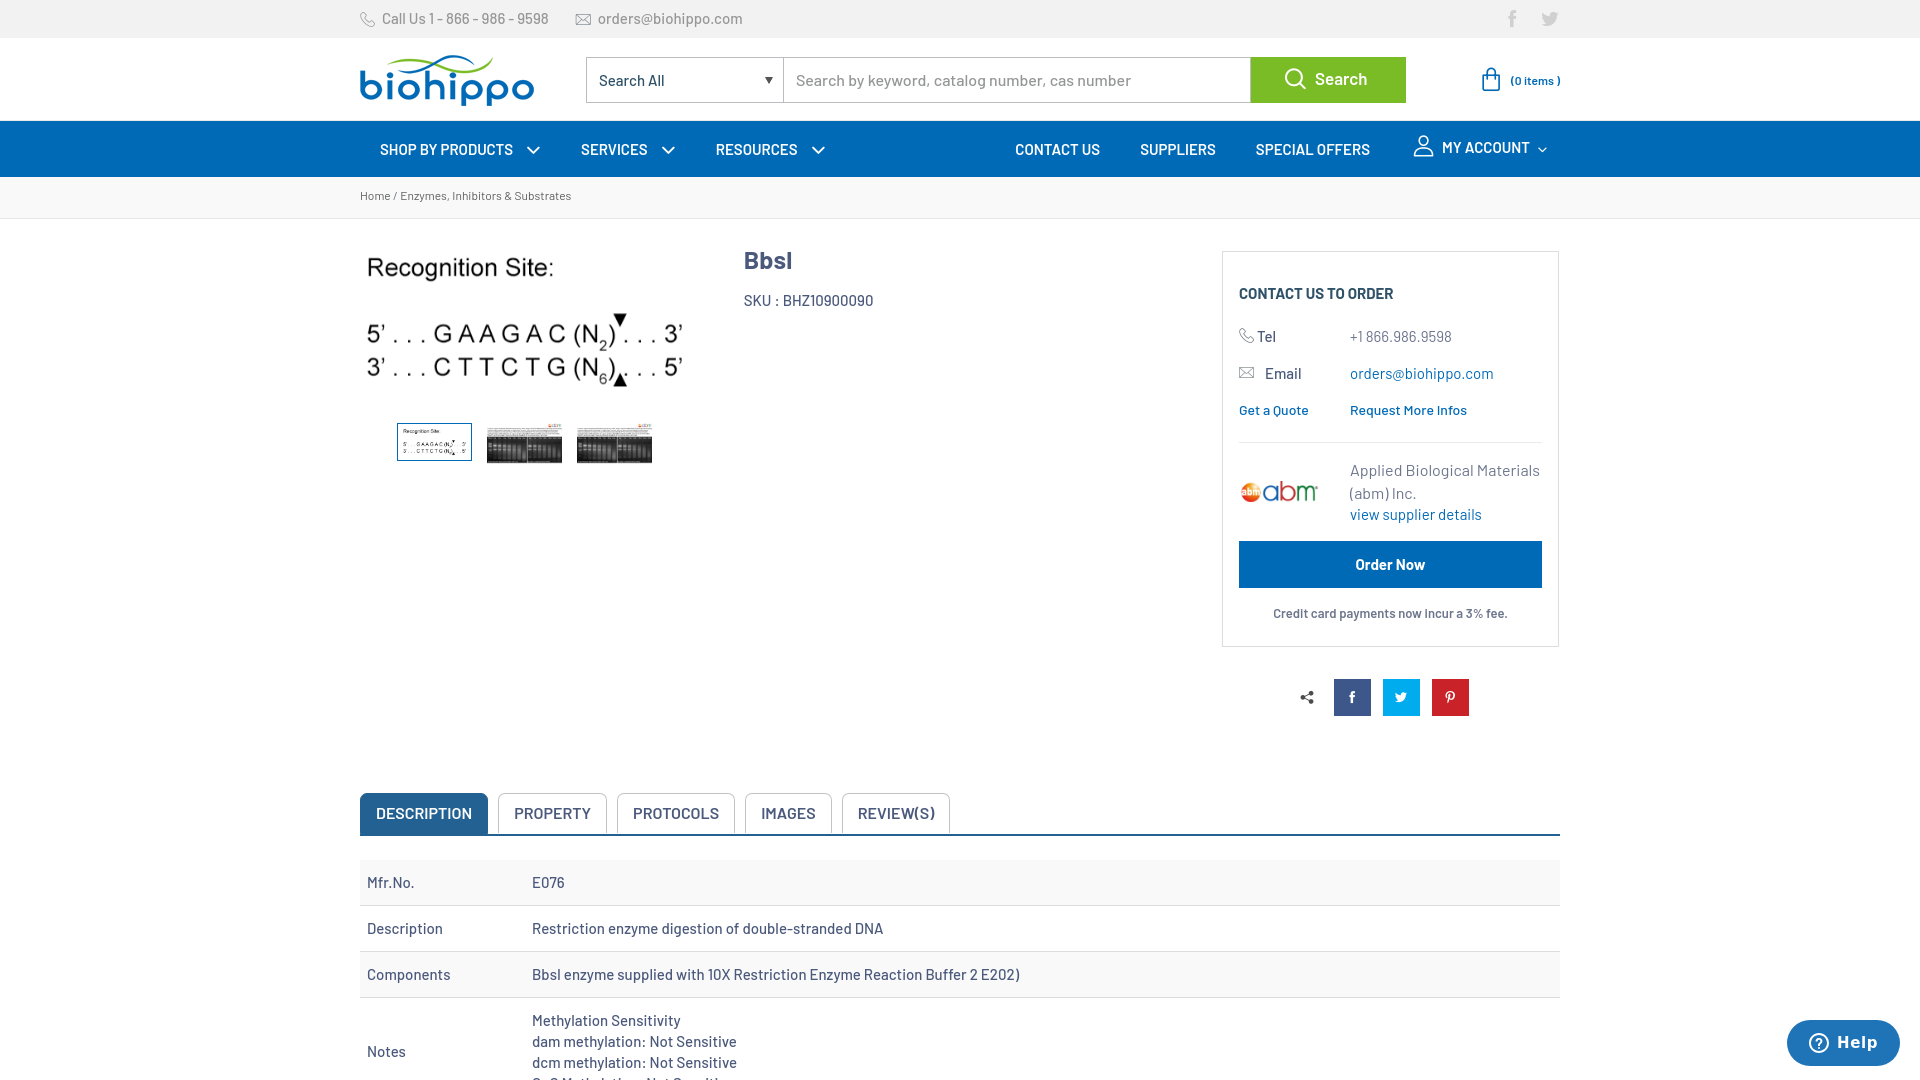 Call Us 1 - 866 - 986 - 9598
orders@biohippo.com
biohippo
Search All
Search by keyword, catalog number, cas number
Search
(0 items )
SHOP BY PRODUCTS
SERVICES
RESOURCES
CONTACT US
SUPPLIERS
SPECIAL OFFERS
MY ACCOUNT
Home / Enzymes, Inhibitors & Substrates
Recognition Site:
5’ . . . G A A G A C (N2) . . . 3’
3’ . . . C T T C T G (N6) . . . 5’
BbsI
SKU : BHZ10900090
CONTACT US TO ORDER
Tel +1 866.986.9598
Email orders@biohippo.com
Get a Quote Request More Infos
abm abm
Applied Biological Materials
(abm) Inc.
view supplier details
Order Now
Credit card payments now incur a 3% fee.
DESCRIPTION
PROPERTY
PROTOCOLS
IMAGES
REVIEW(S)
Mfr.No. E076
Description Restriction enzyme digestion of double-stranded DNA
Components BbsI enzyme supplied with 10X Restriction Enzyme Reaction Buffer 2 E202)
Notes
Methylation Sensitivity
dam methylation: Not Sensitive
dcm methylation: Not Sensitive
Help